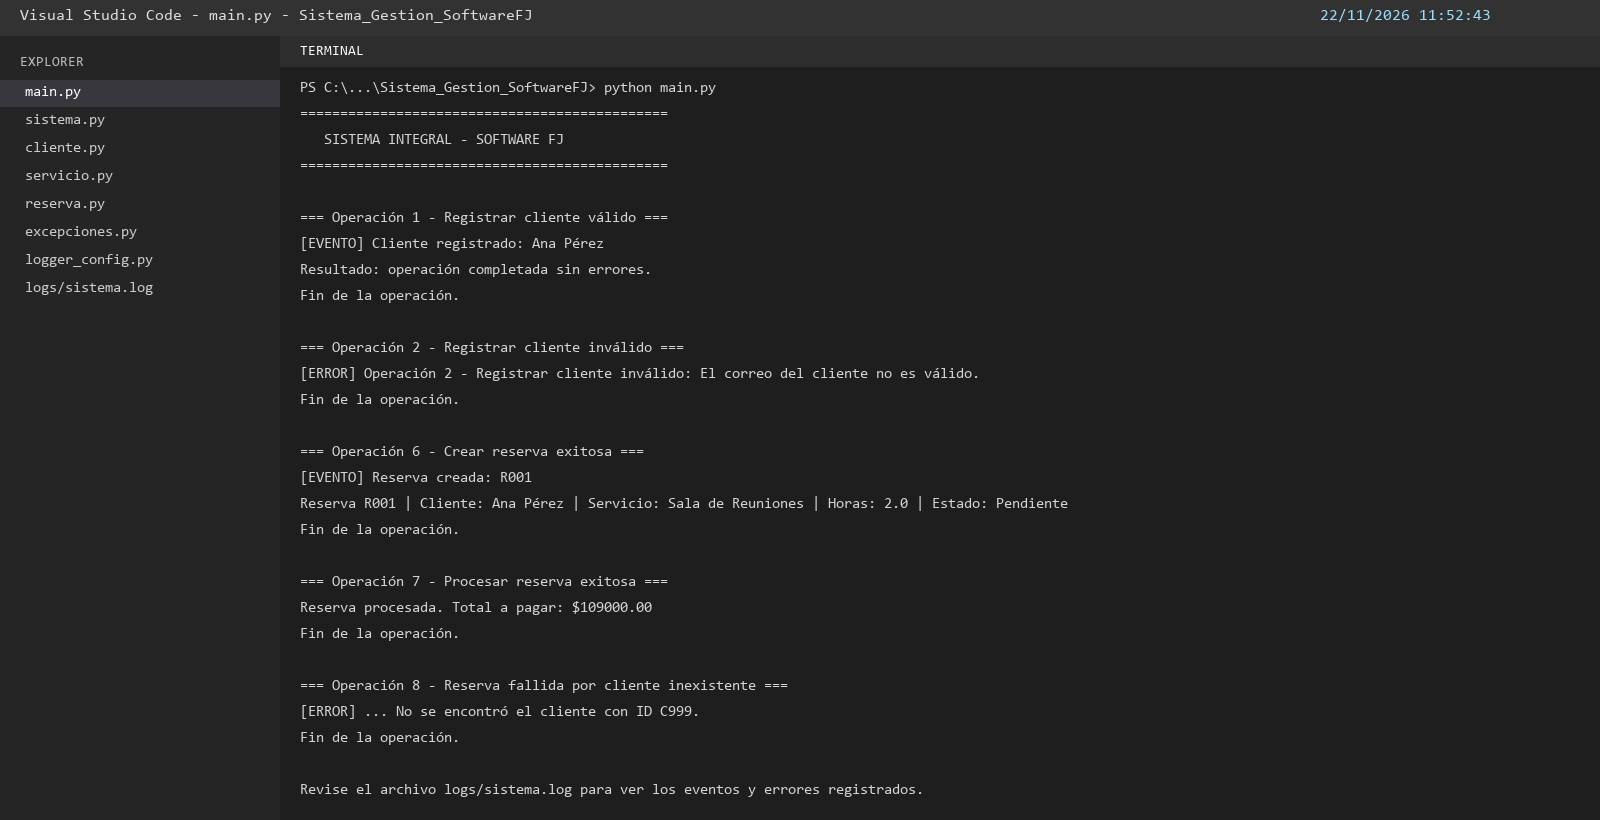 Visual Studio Code - main.py - Sistema_Gestion_SoftwareFJ
22/11/2026 11:52:43
EXPLORER
main.py
sistema.py
cliente.py
servicio.py
reserva.py
excepciones.py
logger_config.py
logs/sistema.log
TERMINAL
PS C:\...\Sistema_Gestion_SoftwareFJ> python main.py
==============================================
SISTEMA INTEGRAL - SOFTWARE FJ
==============================================
=== Operación 1 - Registrar cliente válido ===
[EVENTO] Cliente registrado: Ana Pérez
Resultado: operación completada sin errores.
Fin de la operación.
=== Operación 2 - Registrar cliente inválido ===
[ERROR] Operación 2 - Registrar cliente inválido: El correo del cliente no es válido.
Fin de la operación.
=== Operación 6 - Crear reserva exitosa ===
[EVENTO] Reserva creada: R001
Reserva R001 | Cliente: Ana Pérez | Servicio: Sala de Reuniones | Horas: 2.0 | Estado: Pendiente
Fin de la operación.
=== Operación 7 - Procesar reserva exitosa ===
Reserva procesada. Total a pagar: $109000.00
Fin de la operación.
=== Operación 8 - Reserva fallida por cliente inexistente ===
[ERROR] ... No se encontró el cliente con ID C999.
Fin de la operación.
Revise el archivo logs/sistema.log para ver los eventos y errores registrados.